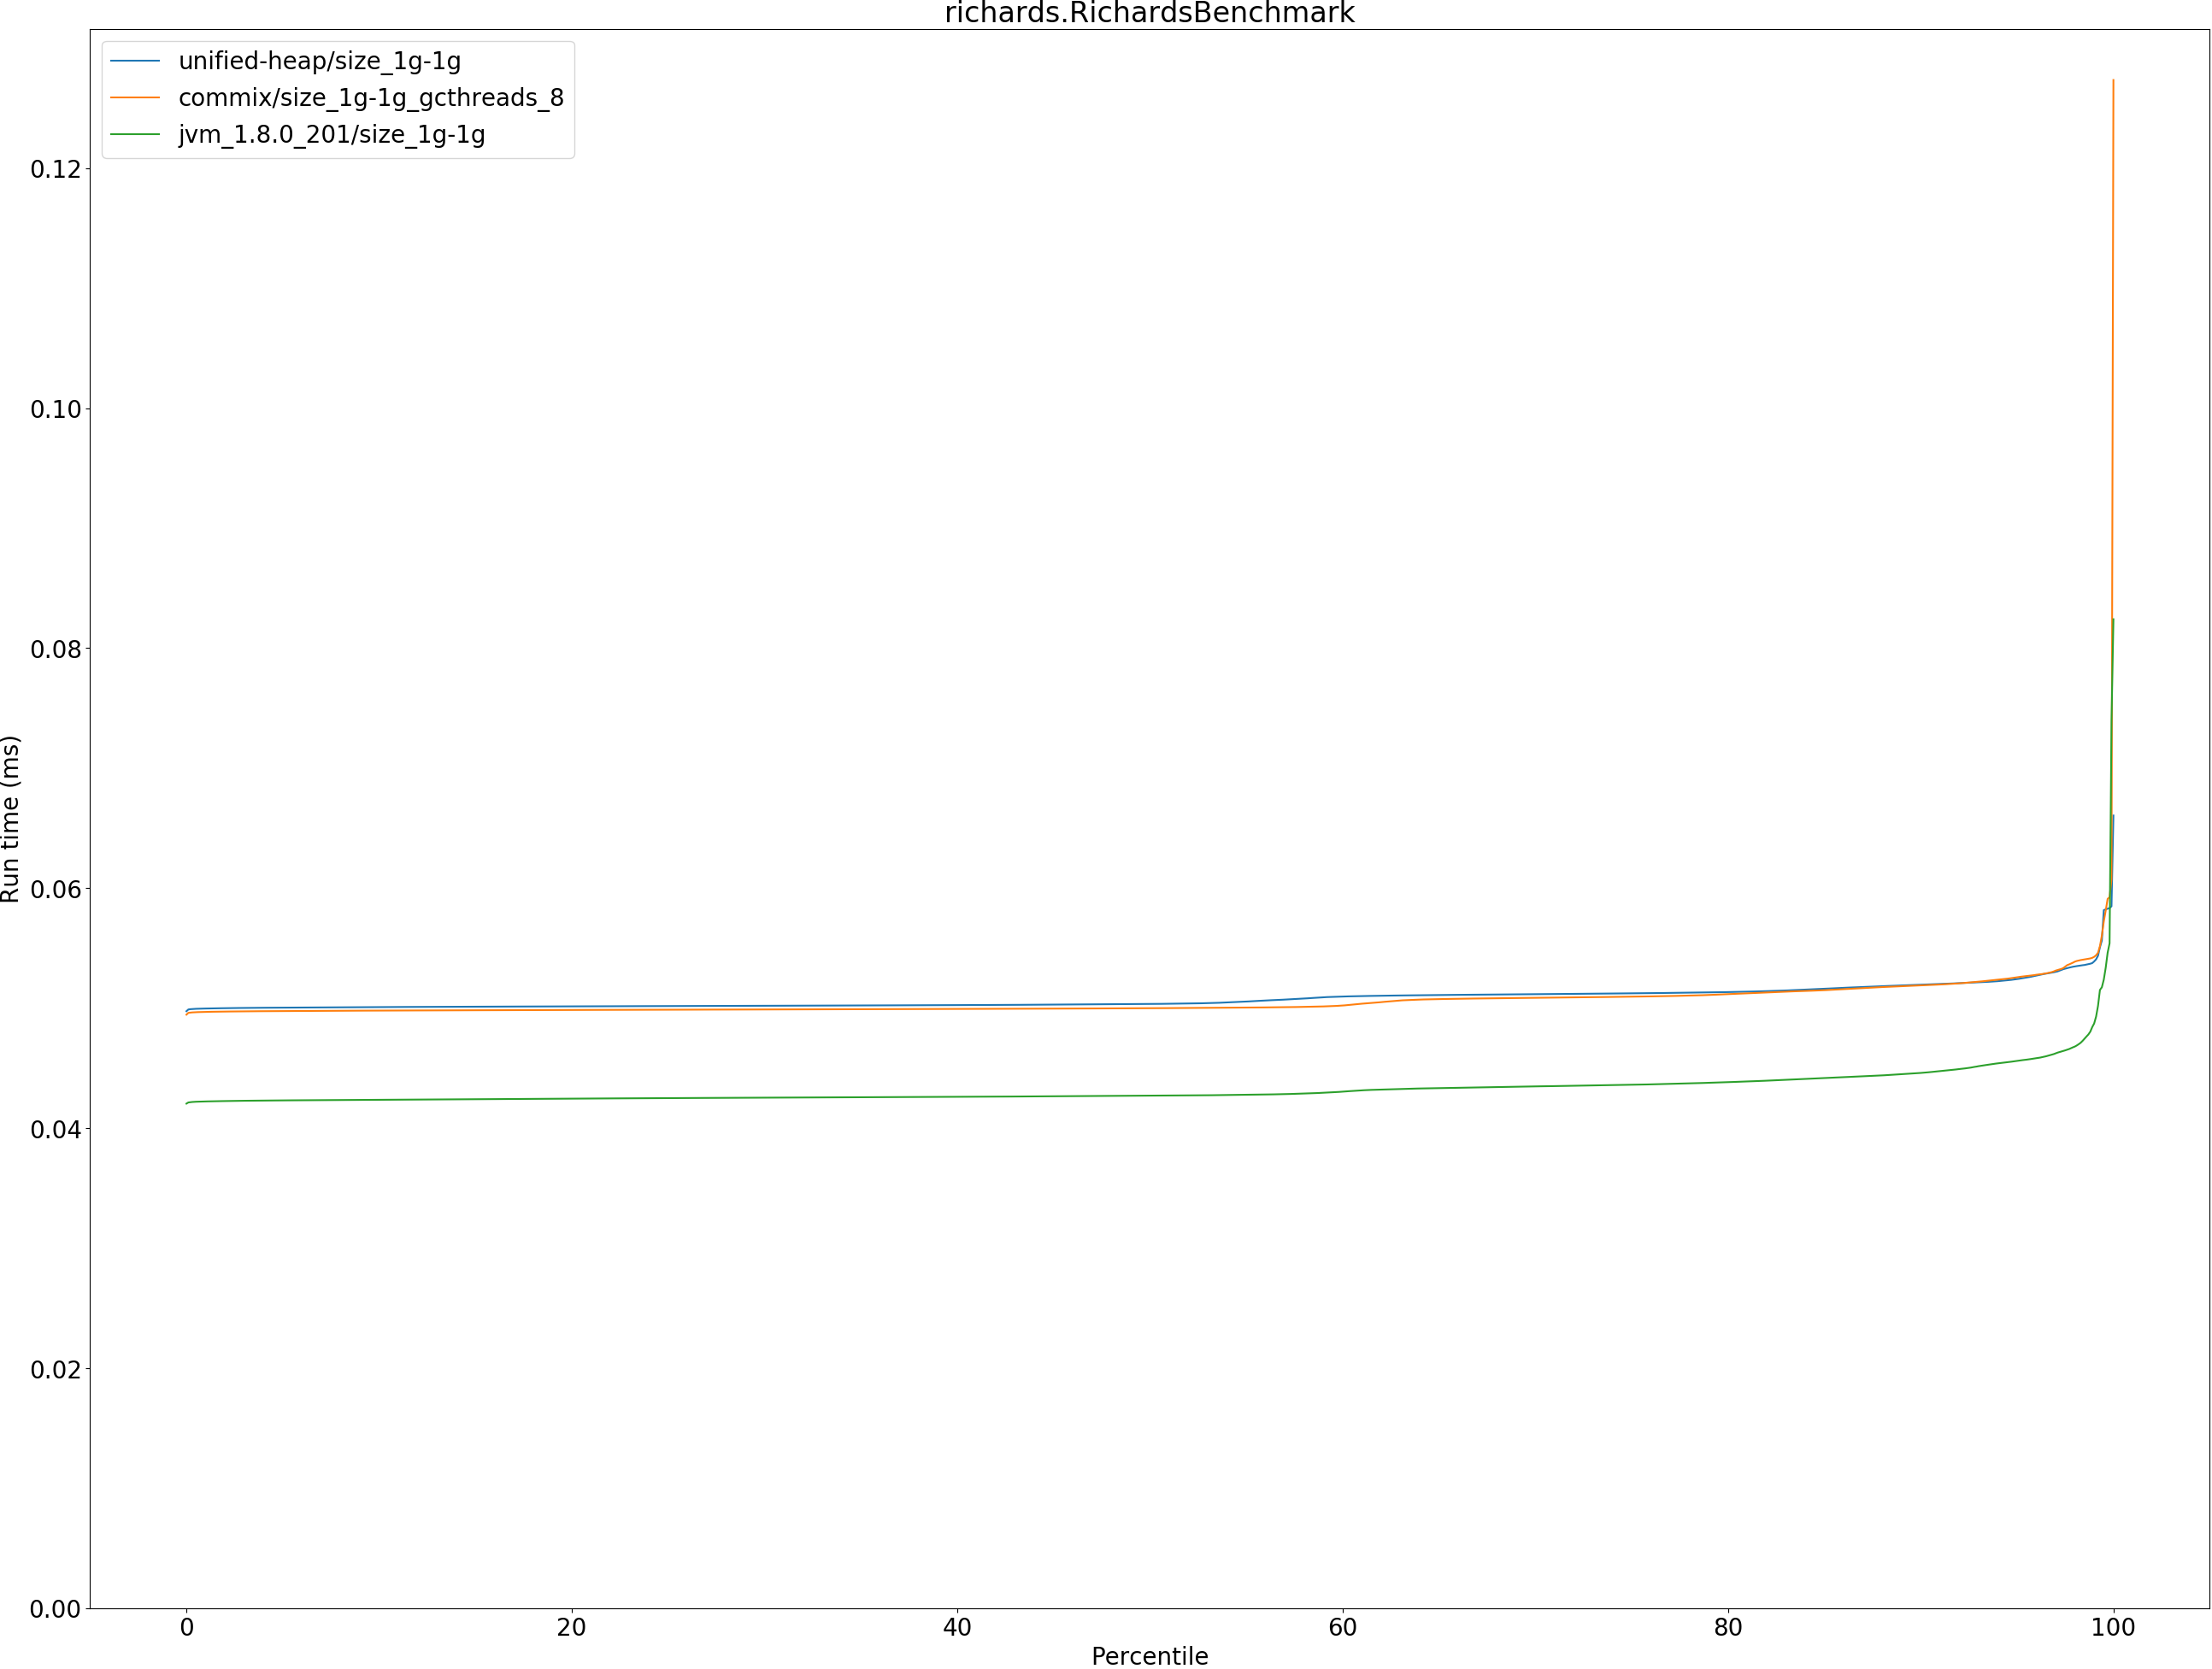 richards.RichardsBenchmark
unified-heap/size_1g-1g
commix/size_1g-1g_gcthreads_8
jvm_1.8.0_201/size_1g-1g
0.12
0.10
0.08
0.06
0.04
0.02
0.00
Run time (ms)
0 20 40 60 80 100
Percentile